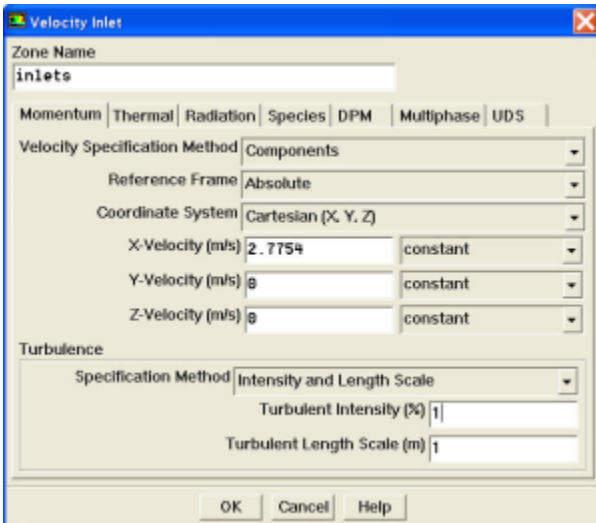 Velocity Inlet
Zone Name
inlets
Momentum Thermal Radiation Species DPM Multiphase UDS
Velocity Specification Method Components
Reference Frame Absolute
Coordinate System Cartesian (X, Y, Z)
X-Velocity (m/s) 2.7754 constant
Y-Velocity (m/s) 0 constant
Z-Velocity (m/s) 0 constant
Turbulence
Specification Method Intensity and Length Scale
Turbulent Intensity (%) 1
Turbulent Length Scale (m) 1
OK Cancel Help